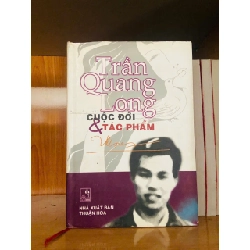 Trần
Quang
Long
CUỘC ĐỜI
& TÁC PHẨM
NHÀ XUẤT BẢN
THUẬN HÓA